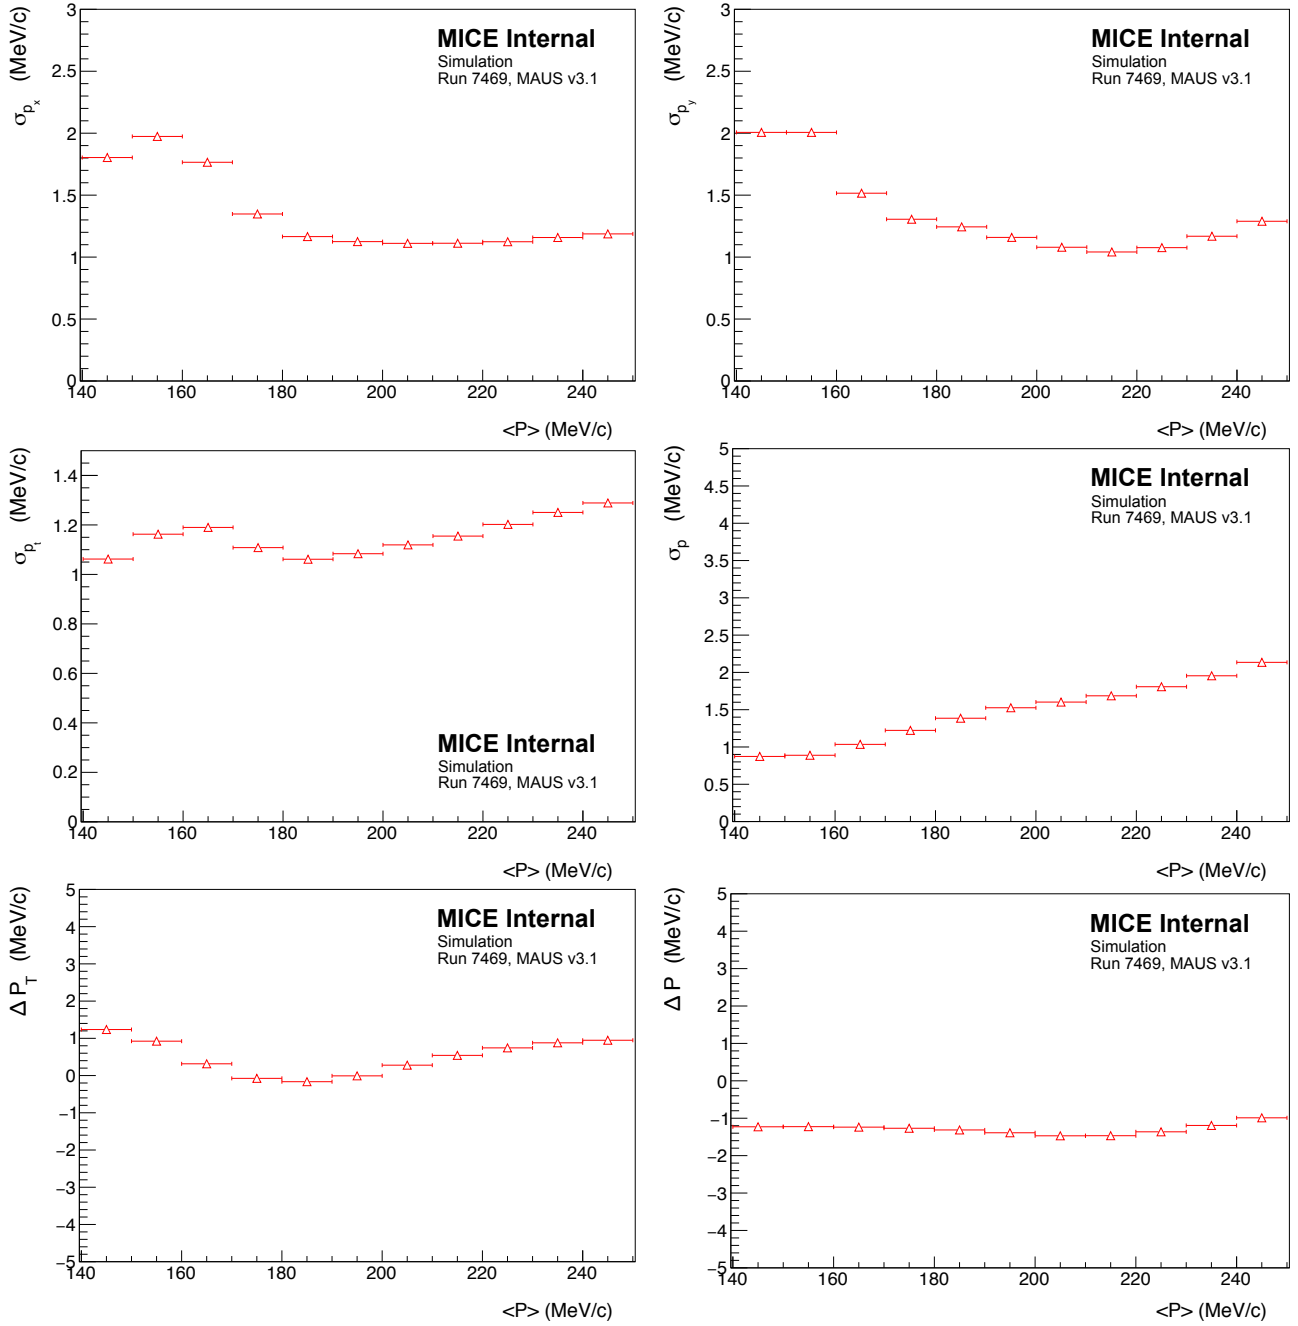 σpx (MeV/c)
3
2.5
2
1.5
1
0.5
0
MICE Internal
Simulation
Run 7469, MAUS v3.1
140 160 180 200 220 240
<P> (MeV/c)
σpy (MeV/c)
3
2.5
2
1.5
1
0.5
0
MICE Internal
Simulation
Run 7469, MAUS v3.1
140 160 180 200 220 240
<P> (MeV/c)
σpt (MeV/c)
1.4
1.2
1
0.8
0.6
0.4
0.2
0
MICE Internal
Simulation
Run 7469, MAUS v3.1
140 160 180 200 220 240
<P> (MeV/c)
σp (MeV/c)
5
4.5
4
3.5
3
2.5
2
1.5
1
0.5
0
MICE Internal
Simulation
Run 7469, MAUS v3.1
140 160 180 200 220 240
<P> (MeV/c)
Δ PT (MeV/c)
5
4
3
2
1
0
−1
−2
−3
−4
−5
MICE Internal
Simulation
Run 7469, MAUS v3.1
140 160 180 200 220 240
<P> (MeV/c)
Δ P (MeV/c)
5
4
3
2
1
0
−1
−2
−3
−4
−5
MICE Internal
Simulation
Run 7469, MAUS v3.1
140 160 180 200 220 240
<P> (MeV/c)